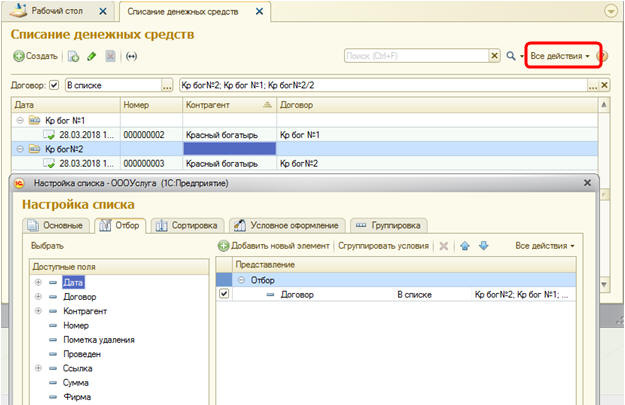 Рабочий стол Списание денежных средств
Списание денежных средств
Создать Поиск (Ctrl+F) Все действия
Договор: В списке ... Кр бог№2; Кр бог №1; Кр бог№2/2 ...
Дата Номер Контрагент Договор
Кр бог №1
28.03.2018 1... 000000002 Красный богатырь Кр бог №1
Кр бог№2
28.03.2018 1... 000000003 Красный богатырь Кр бог№2
Настройка списка - ОООУслуга (1С:Предприятие)
Настройка списка
Основные Отбор Сортировка Условное оформление Группировка
Выбрать Добавить новый элемент Сгруппировать условия Все действия
Доступные поля Представление
Дата Отбор
Договор Договор В списке Кр бог№2; Кр бог №1; ...
Контрагент
Номер
Пометка удаления
Проведен
Ссылка
Сумма
Фирма